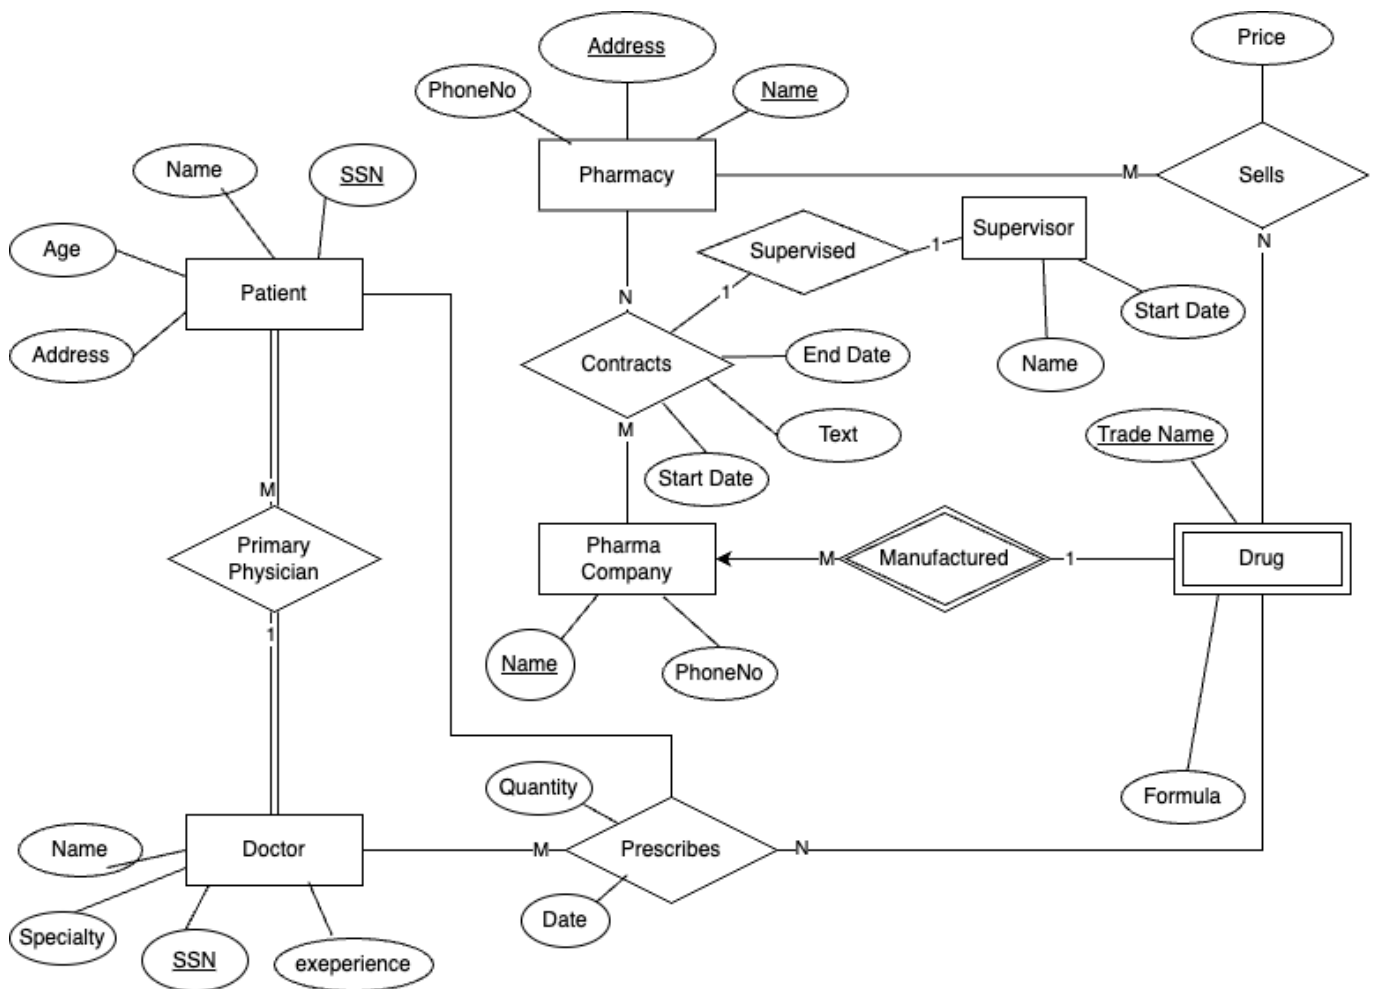 Address
Price
PhoneNo
Name
Name
SSN
Pharmacy
M
Sells
Age
Supervised
1
Supervisor
N
Patient
1
N
Start Date
Address
Contracts
End Date
Name
M
Text
Trade Name
Start Date
M
Primary
Physician
Pharma
Company
M
Manufactured
1
Drug
1
Name
PhoneNo
Quantity
Formula
Name
Doctor
M
Prescribes
N
Specialty
Date
SSN
exeperience